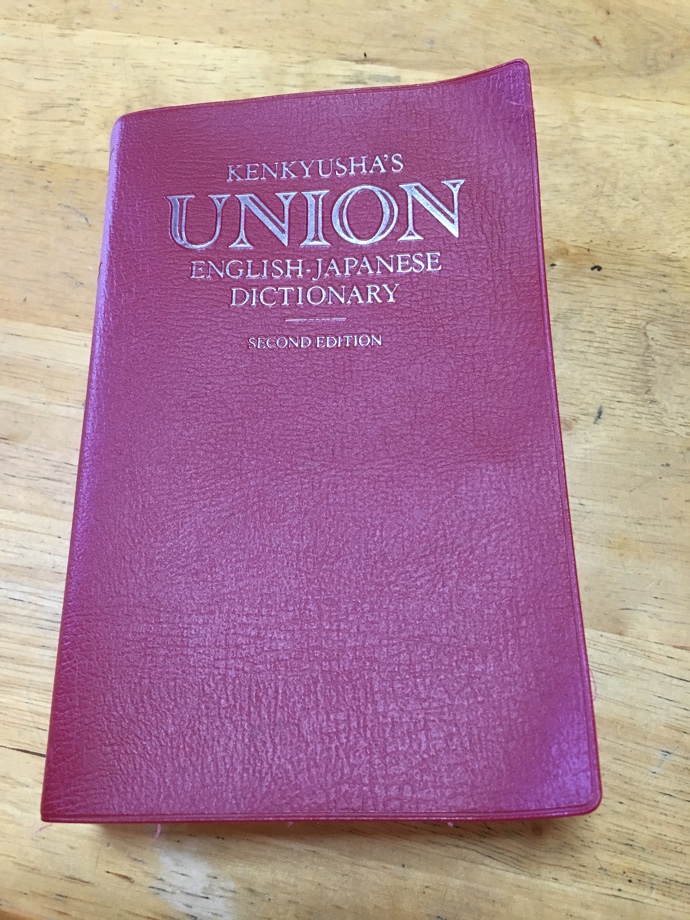 KENKYUSHA'S
UNION
ENGLISH-JAPANESE
DICTIONARY
SECOND EDITION